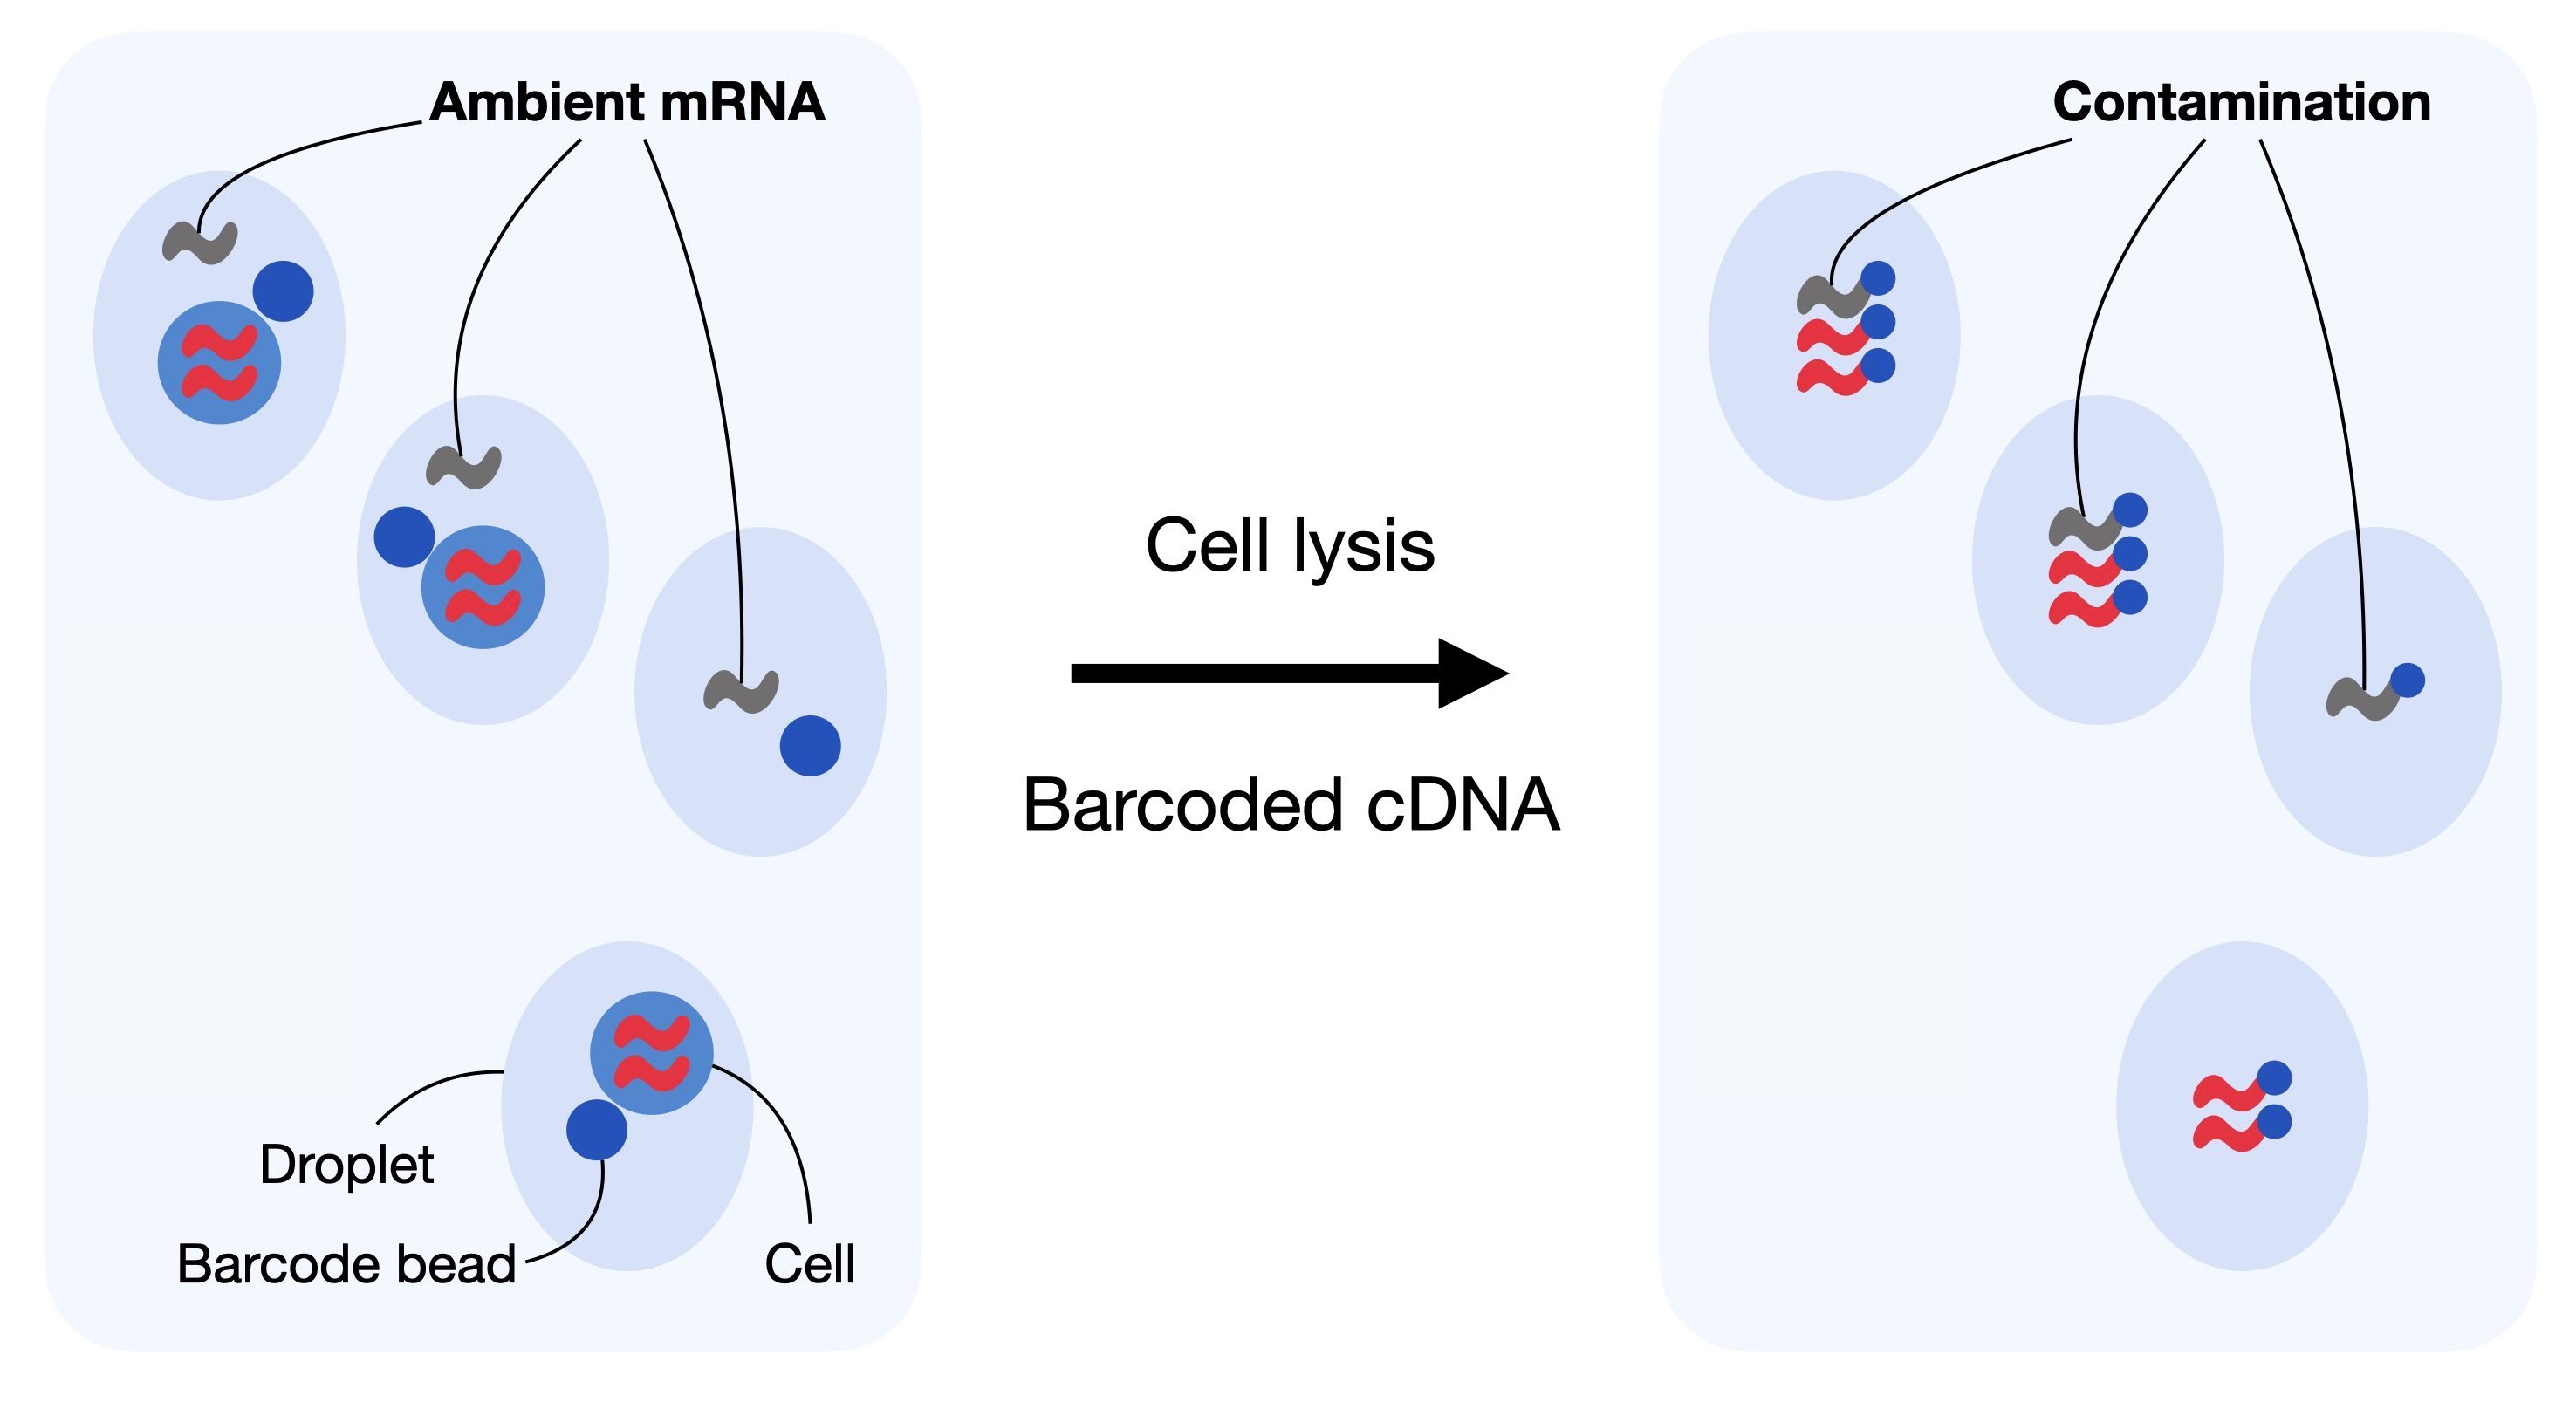 Ambient mRNA
Contamination
Cell lysis
Barcoded cDNA
Droplet
Barcode bead
Cell